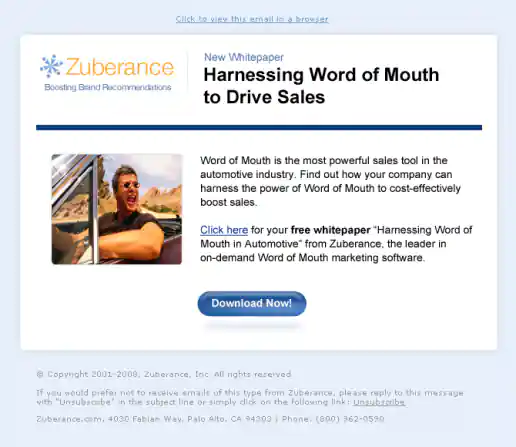 Click to view this email in a browser
Zuberance
Boosting Brand Recommendations
New Whitepaper
Harnessing Word of Mouth
to Drive Sales
Word of Mouth is the most powerful sales tool in the
automotive industry. Find out how your company can
harness the power of Word of Mouth to cost-effectively
boost sales.
Click here for your free whitepaper “Harnessing Word of
Mouth in Automotive” from Zuberance, the leader in
on-demand Word of Mouth marketing software.
Download Now!
© Copyright 2001-2008, Zuberance, Inc. All rights reserved.
If you would prefer not to receive emails of this type from Zuberance, please reply to this message
with "Unsubscribe" in the subject line or simply click on the following link: Unsubscribe
Zuberance.com, 4030 Fabian Way, Palo Alto, CA 94303 | Phone: (800) 362-0590